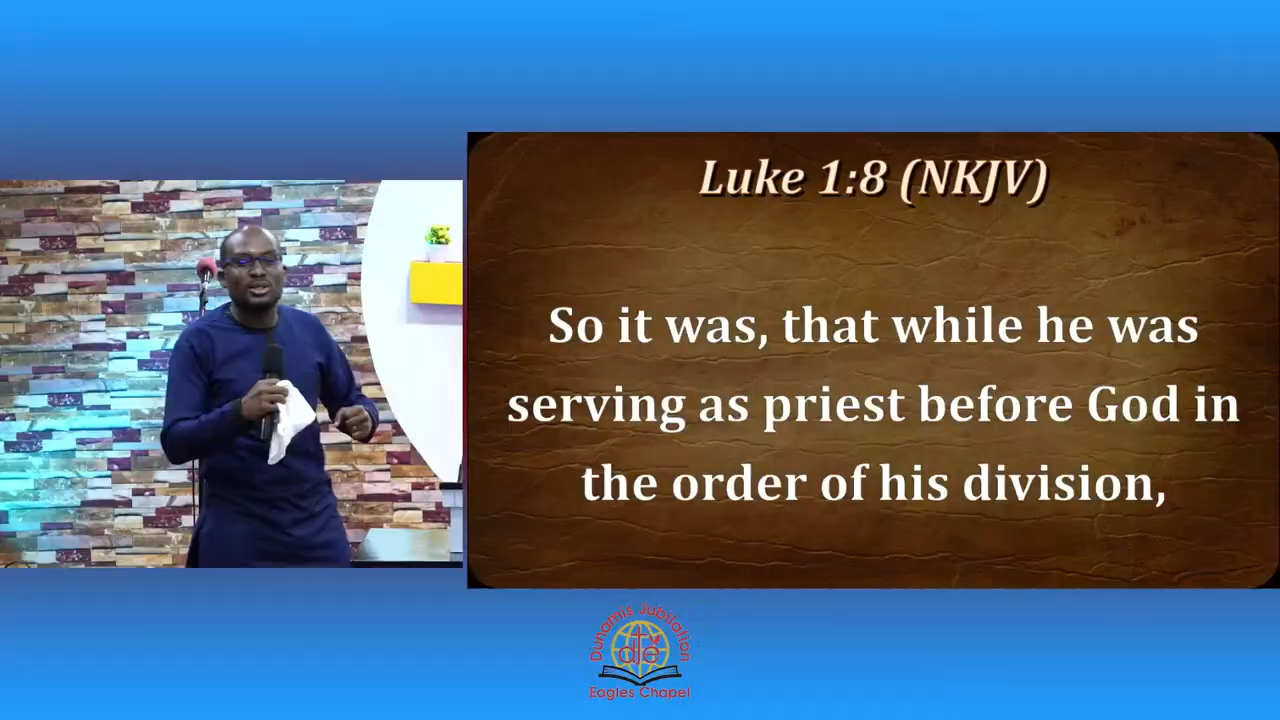 Luke 1:8 (NKJV)
So it was, that while he was
serving as priest before God in
the order of his division,
Dunamis Jubilation
dje
Eagles Chapel